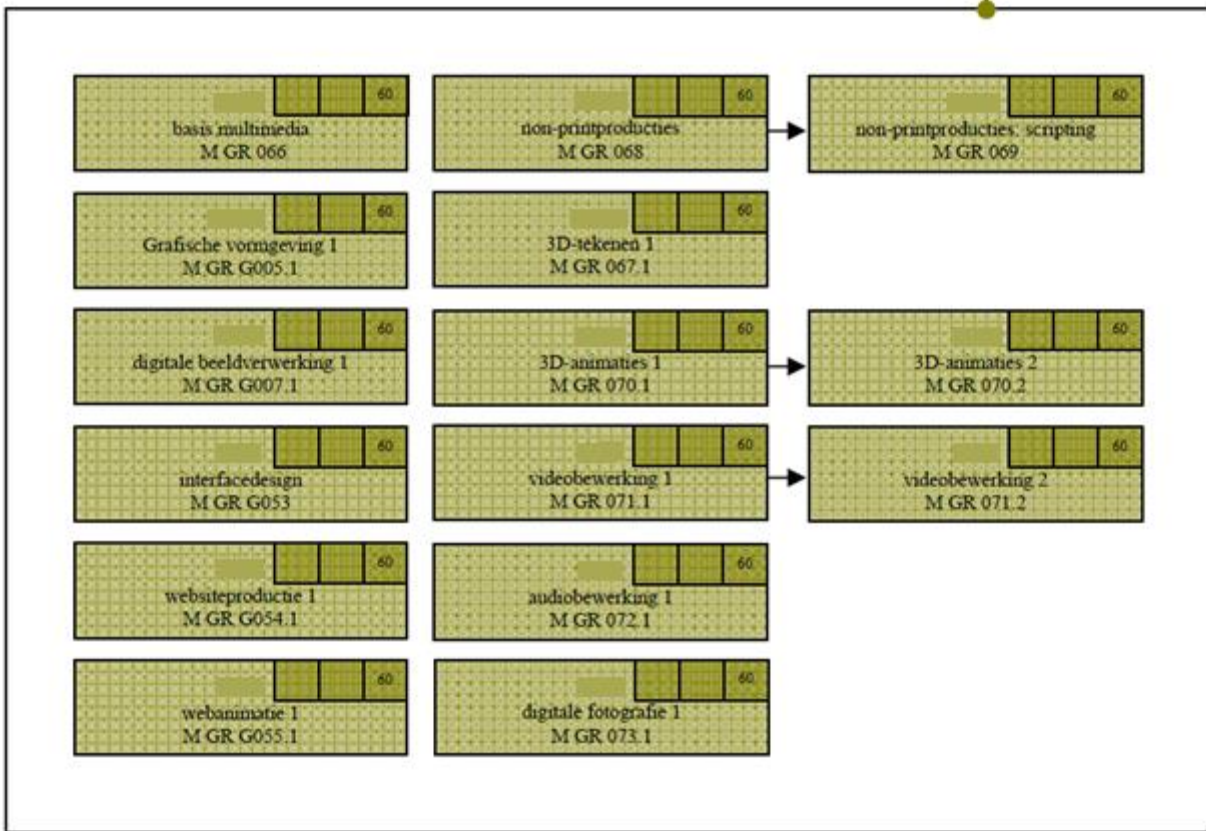 60
basis multimedia
M GR 066
60
non-printproducties
M GR 068
60
non-printproducties: scripting
M GR 069
60
Grafische vormgeving 1
M GR G005.1
60
3D-tekenen 1
M GR 067.1
60
digitale beeldverwerking 1
M GR G007.1
60
3D-animaties 1
M GR 070.1
60
3D-animaties 2
M GR 070.2
60
interfacedesign
M GR G053
60
videobewerking 1
M GR 071.1
60
videobewerking 2
M GR 071.2
60
websiteproductie 1
M GR G054.1
60
audiobewerking 1
M GR 072.1
60
webanimatie 1
M GR G055.1
60
digitale fotografie 1
M GR 073.1